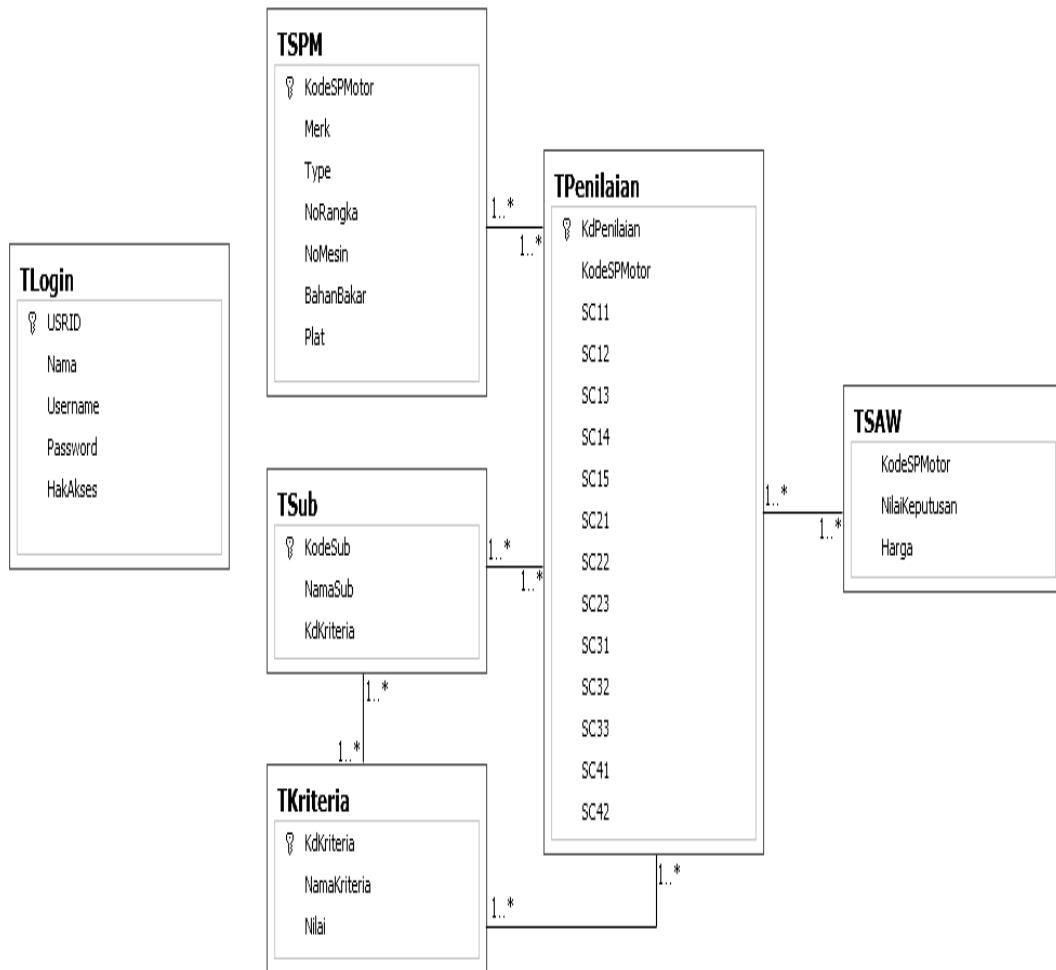 TLogin
USRID
Nama
Username
Password
HakAkses
TSPM
KodeSPMotor
Merk
Type
NoRangka
NoMesin
BahanBakar
Plat
1..*
1..*
TSub
KodeSub
NamaSub
KdKriteria
1..*
1..*
1..*
1..*
TKriteria
KdKriteria
NamaKriteria
Nilai
1..*
1..*
TPenilaian
KdPenilaian
KodeSPMotor
SC11
SC12
SC13
SC14
SC15
SC21
SC22
SC23
SC31
SC32
SC33
SC41
SC42
1..*
1..*
TSAW
KodeSPMotor
NilaiKeputusan
Harga